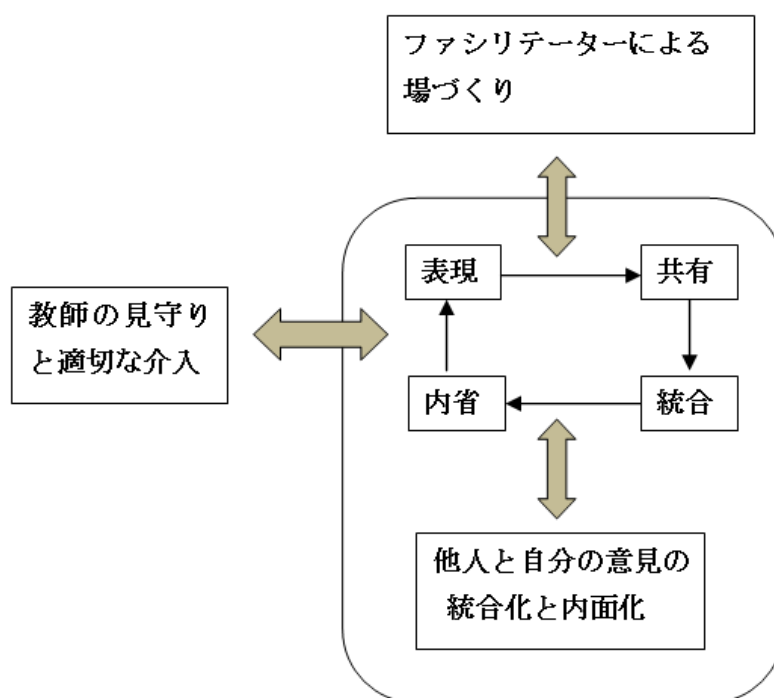 ファシリテーターによる
場づくり
表現
共有
教師の見守り
と適切な介入
内省
統合
他人と自分の意見の
統合化と内面化